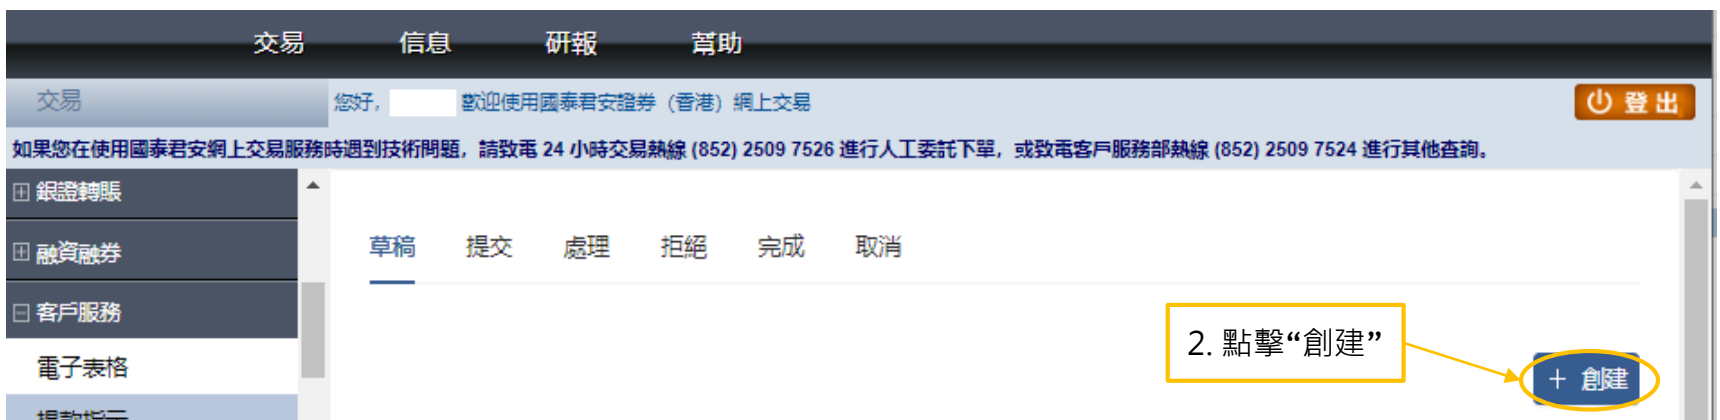 交易 信息 研報 幫助
交易 您好, 歡迎使用國泰君安證券（香港）網上交易 登出
如果您在使用國泰君安網上交易服務時遇到技術問題，請致電 24 小時交易熱線 (852) 2509 7526 進行人工委託下單，或致電客戶服務部熱線 (852) 2509 7524 進行其他查詢。
銀證轉賬
融資融券
客戶服務
電子表格
提款指示
草稿 提交 處理 拒絕 完成 取消
2. 點擊“創建”
+ 創建